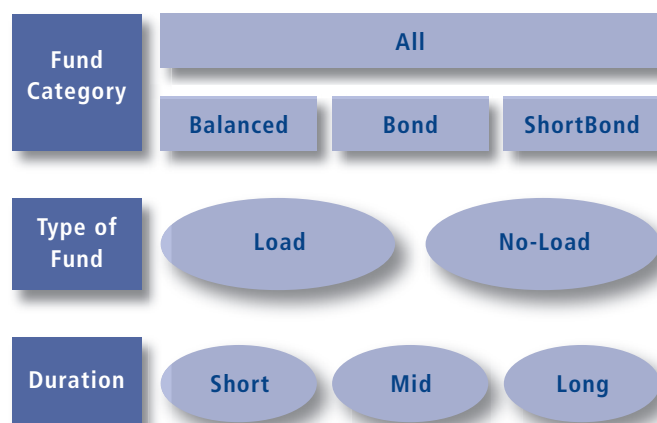 Fund
Category
All
Balanced Bond ShortBond
Type of
Fund
Load No-Load
Duration Short Mid Long